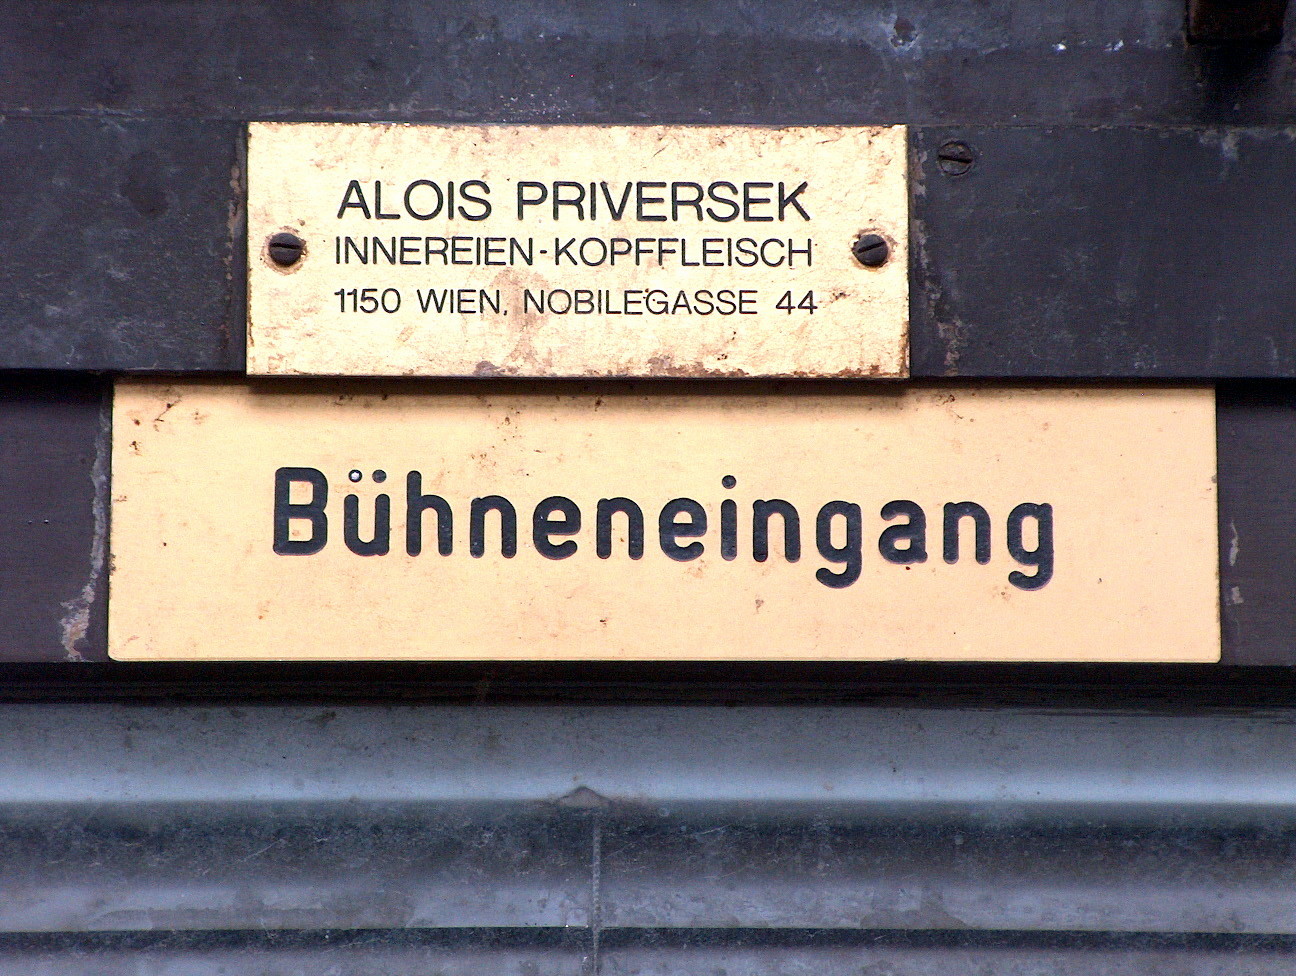 ALOIS PRIVERSEK
INNEREIEN-KOPFFLEISCH
1150 WIEN, NOBILEGASSE 44
Bühneneingang